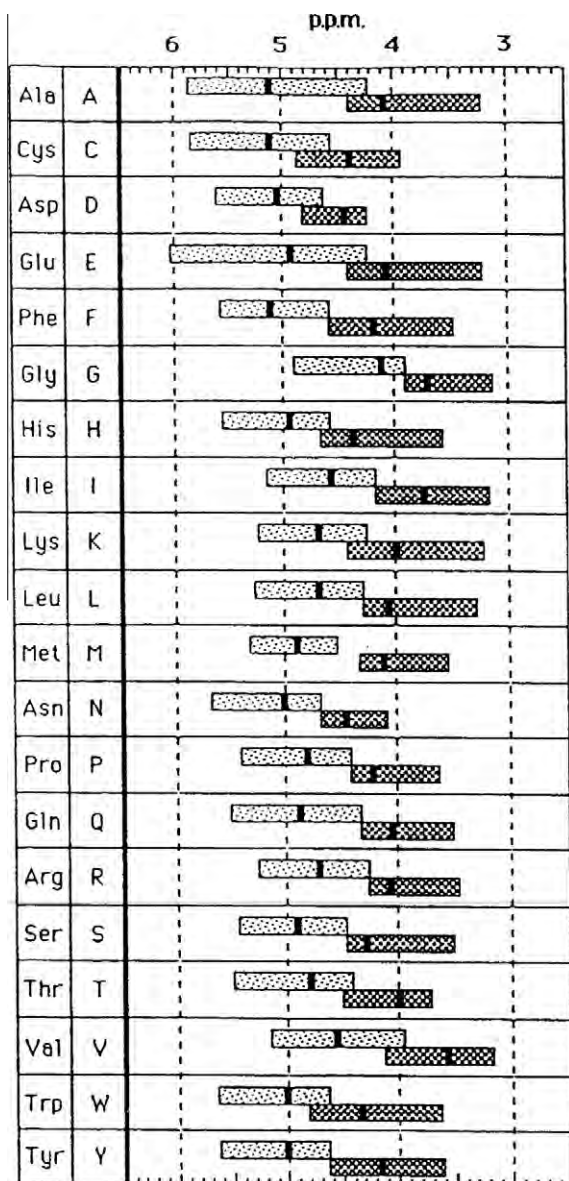 p.p.m.
6 5 4 3
Ala A
Cys C
Asp D
Glu E
Phe F
Gly G
His H
Ile I
Lys K
Leu L
Met M
Asn N
Pro P
Gln Q
Arg R
Ser S
Thr T
Val V
Trp W
Tyr Y